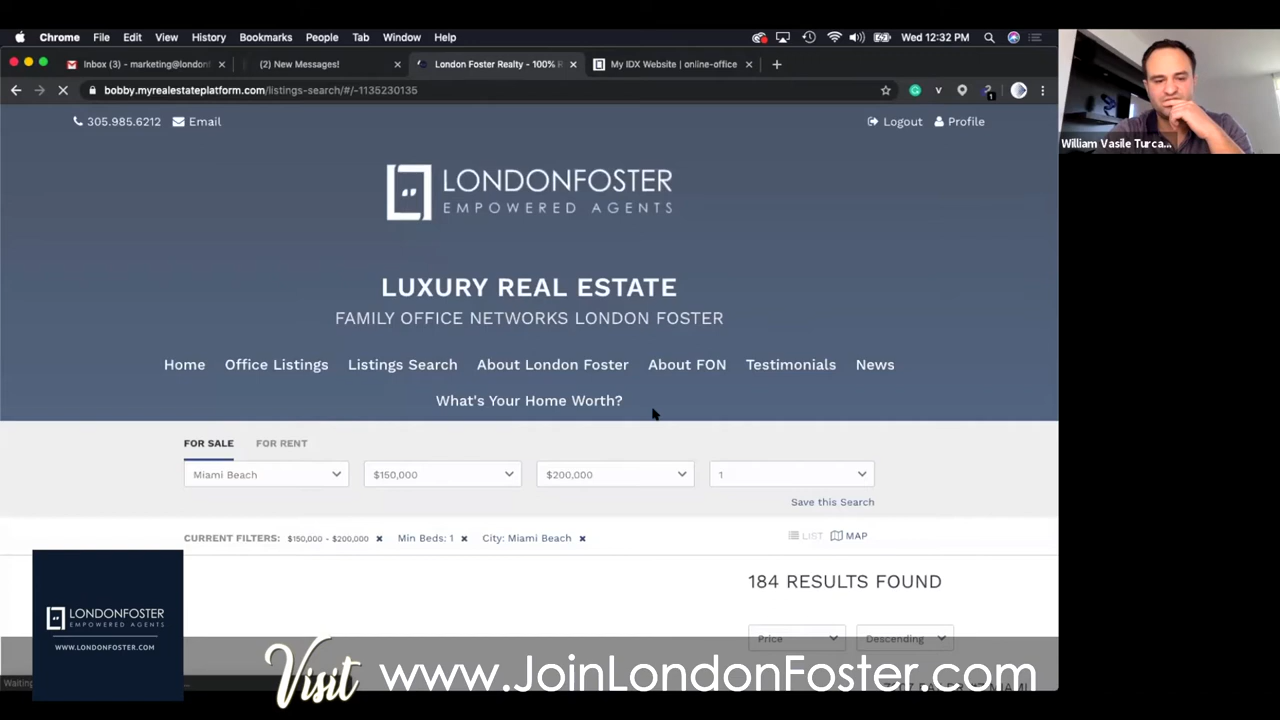 Chrome File Edit View History Bookmarks People Tab Window Help Wed 12:32 PM
Inbox (3) - marketing@london (2) New Messages! London Foster Realty - 100% R My IDX Website | online-office
bobby.myrealestateplatform.com/listings-search/#/-1135230135
305.985.6212 Email Logout Profile
William Vasile Turca...
LONDONFOSTER
EMPOWERED AGENTS
LUXURY REAL ESTATE
FAMILY OFFICE NETWORKS LONDON FOSTER
Home Office Listings Listings Search About London Foster About FON Testimonials News
What's Your Home Worth?
FOR SALE FOR RENT
Miami Beach $150,000 $200,000 1
Save this Search
CURRENT FILTERS: $150,000 - $200,000 × Min Beds: 1 × City: Miami Beach × LIST MAP
184 RESULTS FOUND
Price Descending
LONDONFOSTER
EMPOWERED AGENTS
WWW.LONDONFOSTER.COM
Visit www.JoinLondonFoster.com